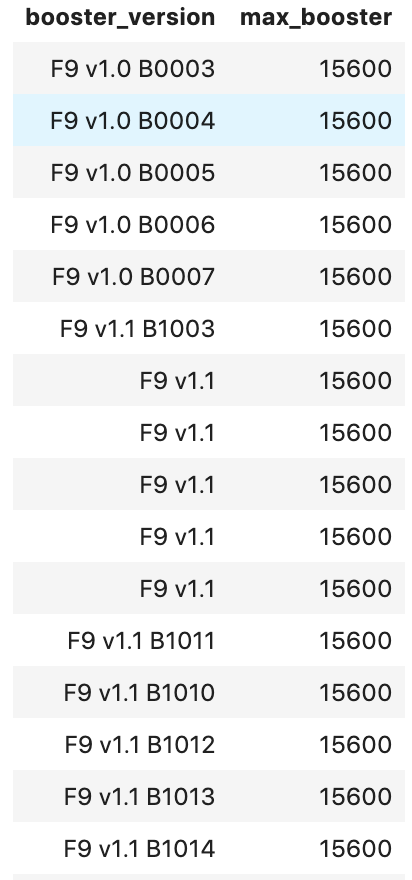 booster_version max_booster
F9 v1.0 B0003 15600
F9 v1.0 B0004 15600
F9 v1.0 B0005 15600
F9 v1.0 B0006 15600
F9 v1.0 B0007 15600
F9 v1.1 B1003 15600
F9 v1.1 15600
F9 v1.1 15600
F9 v1.1 15600
F9 v1.1 15600
F9 v1.1 15600
F9 v1.1 B1011 15600
F9 v1.1 B1010 15600
F9 v1.1 B1012 15600
F9 v1.1 B1013 15600
F9 v1.1 B1014 15600